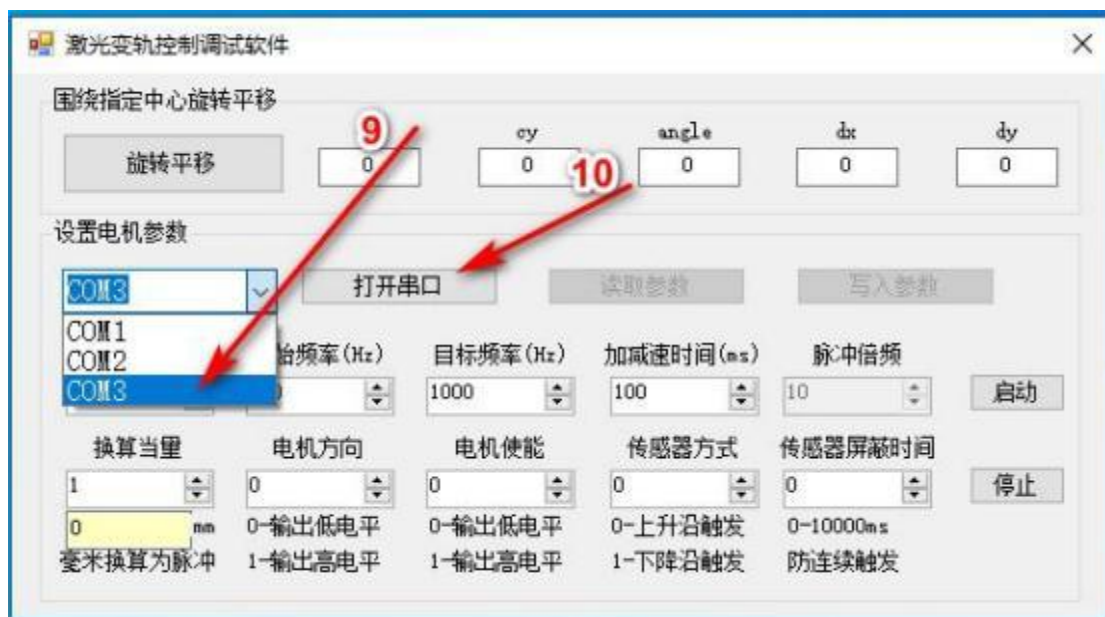 激光变轨控制调试软件
围绕指定中心旋转平移
9 cy angle dx dy
旋转平移 0 0 10 0 0 0
设置电机参数
COM3 打开串口 读取参数 写入参数
COM1
COM2
COM3
始频率(Hz) 目标频率(Hz) 加减速时间(ms) 脉冲倍频
1000 100 10 启动
换算当量 电机方向 电机使能 传感器方式 传感器屏蔽时间
1 0 0 0 0 停止
0 mm 0-输出低电平 0-输出低电平 0-上升沿触发 0-10000ms
毫米换算为脉冲 1-输出高电平 1-输出高电平 1-下降沿触发 防连续触发